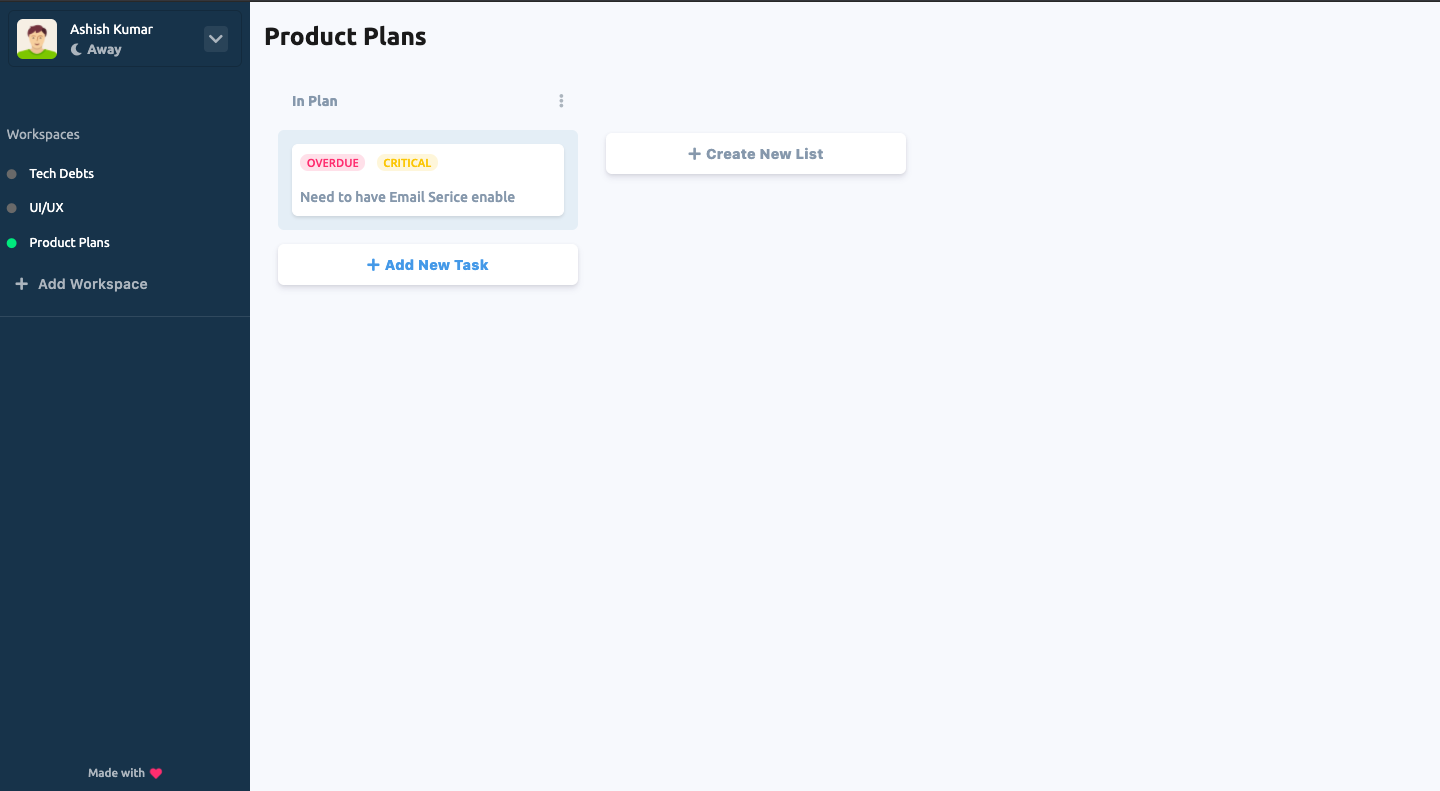 Ashish Kumar
Away
Workspaces
Tech Debts
UI/UX
Product Plans
Add Workspace
Made with
Product Plans
In Plan
OVERDUE CRITICAL
Need to have Email Serice enable
Add New Task
Create New List